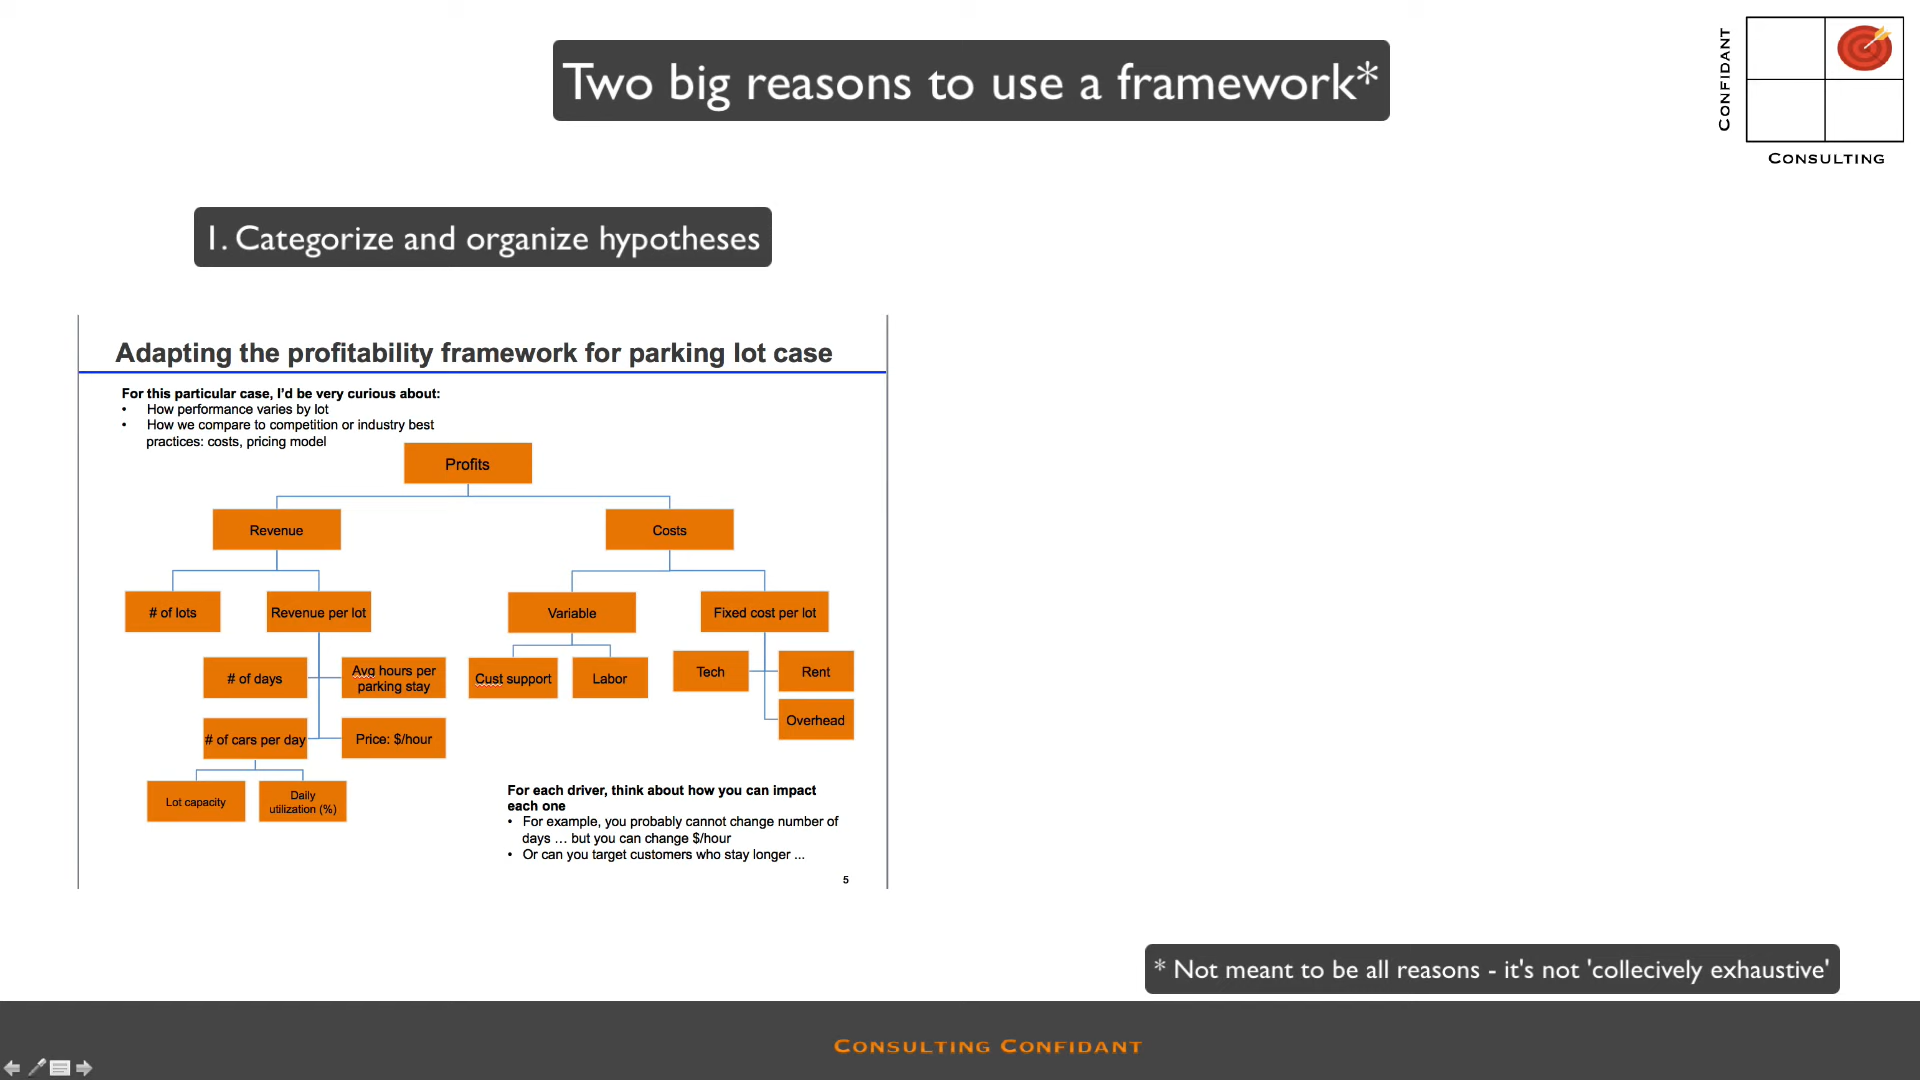 Two big reasons to use a framework*
CONFIDANT
CONSULTING
1. Categorize and organize hypotheses
Adapting the profitability framework for parking lot case
For this particular case, I'd be very curious about:
• How performance varies by lot
• How we compare to competition or industry best
practices: costs, pricing model
Profits
Revenue
Costs
# of lots
Revenue per lot
Variable
Fixed cost per lot
# of days
Avg hours per
parking stay
Cust support
Labor
Tech
Rent
Overhead
# of cars per day
Price: $/hour
Lot capacity
Daily
utilization (%)
For each driver, think about how you can impact
each one
• For example, you probably cannot change number of
days ... but you can change $/hour
• Or can you target customers who stay longer ...
5
* Not meant to be all reasons - it's not 'collecively exhaustive'
CONSULTING CONFIDANT